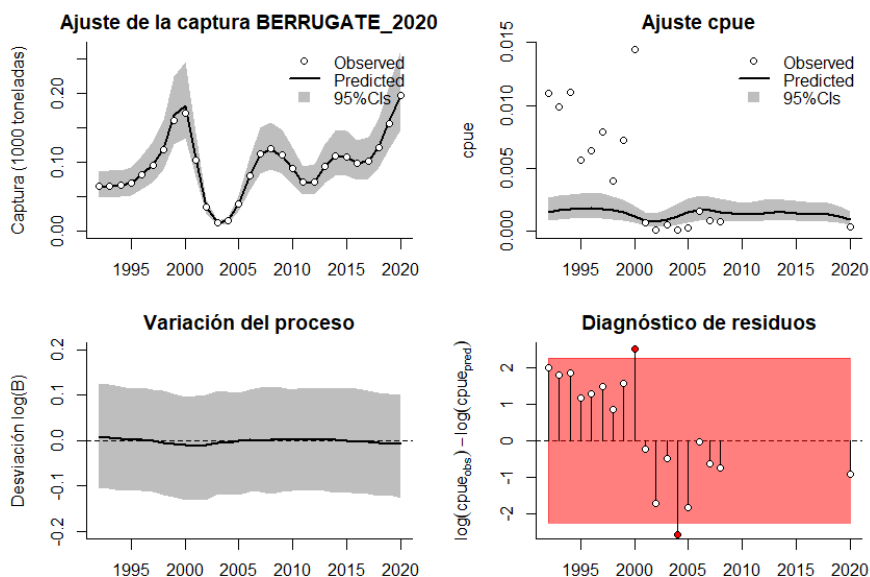 Ajuste de la captura BERRUGATE_2020
Captura (1000 toneladas)
0.00 0.10 0.20
Observed
Predicted
95%CIs
1995 2000 2005 2010 2015 2020
Ajuste cpue
cpue
0.000 0.005 0.010 0.015
Observed
Predicted
95%CIs
1995 2000 2005 2010 2015 2020
Variación del proceso
Desviación log(B)
-0.2 -0.1 0.0 0.1 0.2
1995 2000 2005 2010 2015 2020
Diagnóstico de residuos
log(cpue_obs) − log(cpue_pred)
-2 -1 0 1 2
1995 2000 2005 2010 2015 2020